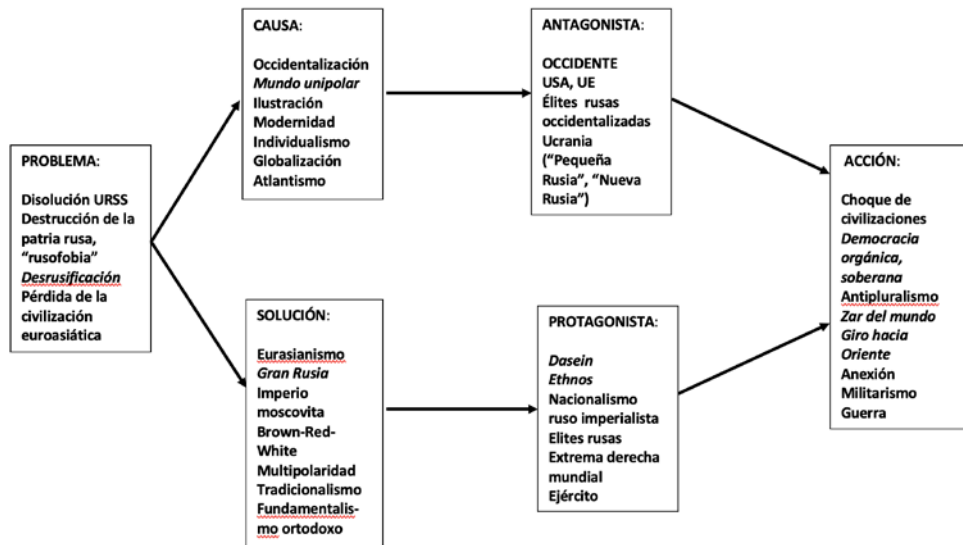 PROBLEMA:
Disolución URSS
Destrucción de la
patria rusa,
“rusofobia”
Desrusificación
Pérdida de la
civilización
euroasiática
CAUSA:
Occidentalización
Mundo unipolar
Ilustración
Modernidad
Individualismo
Globalización
Atlantismo
ANTAGONISTA:
OCCIDENTE
USA, UE
Élites rusas
occidentalizadas
Ucrania
(“Pequeña
Rusia”, “Nueva
Rusia”)
SOLUCIÓN:
Eurasianismo
Gran Rusia
Imperio
moscovita
Brown-Red-
White
Multipolaridad
Tradicionalismo
Fundamentalis-
mo ortodoxo
PROTAGONISTA:
Dasein
Ethnos
Nacionalismo
ruso imperialista
Elites rusas
Extrema derecha
mundial
Ejército
ACCIÓN:
Choque de
civilizaciones
Democracia
orgánica,
soberana
Antipluralismo
Zar del mundo
Giro hacia
Oriente
Anexión
Militarismo
Guerra